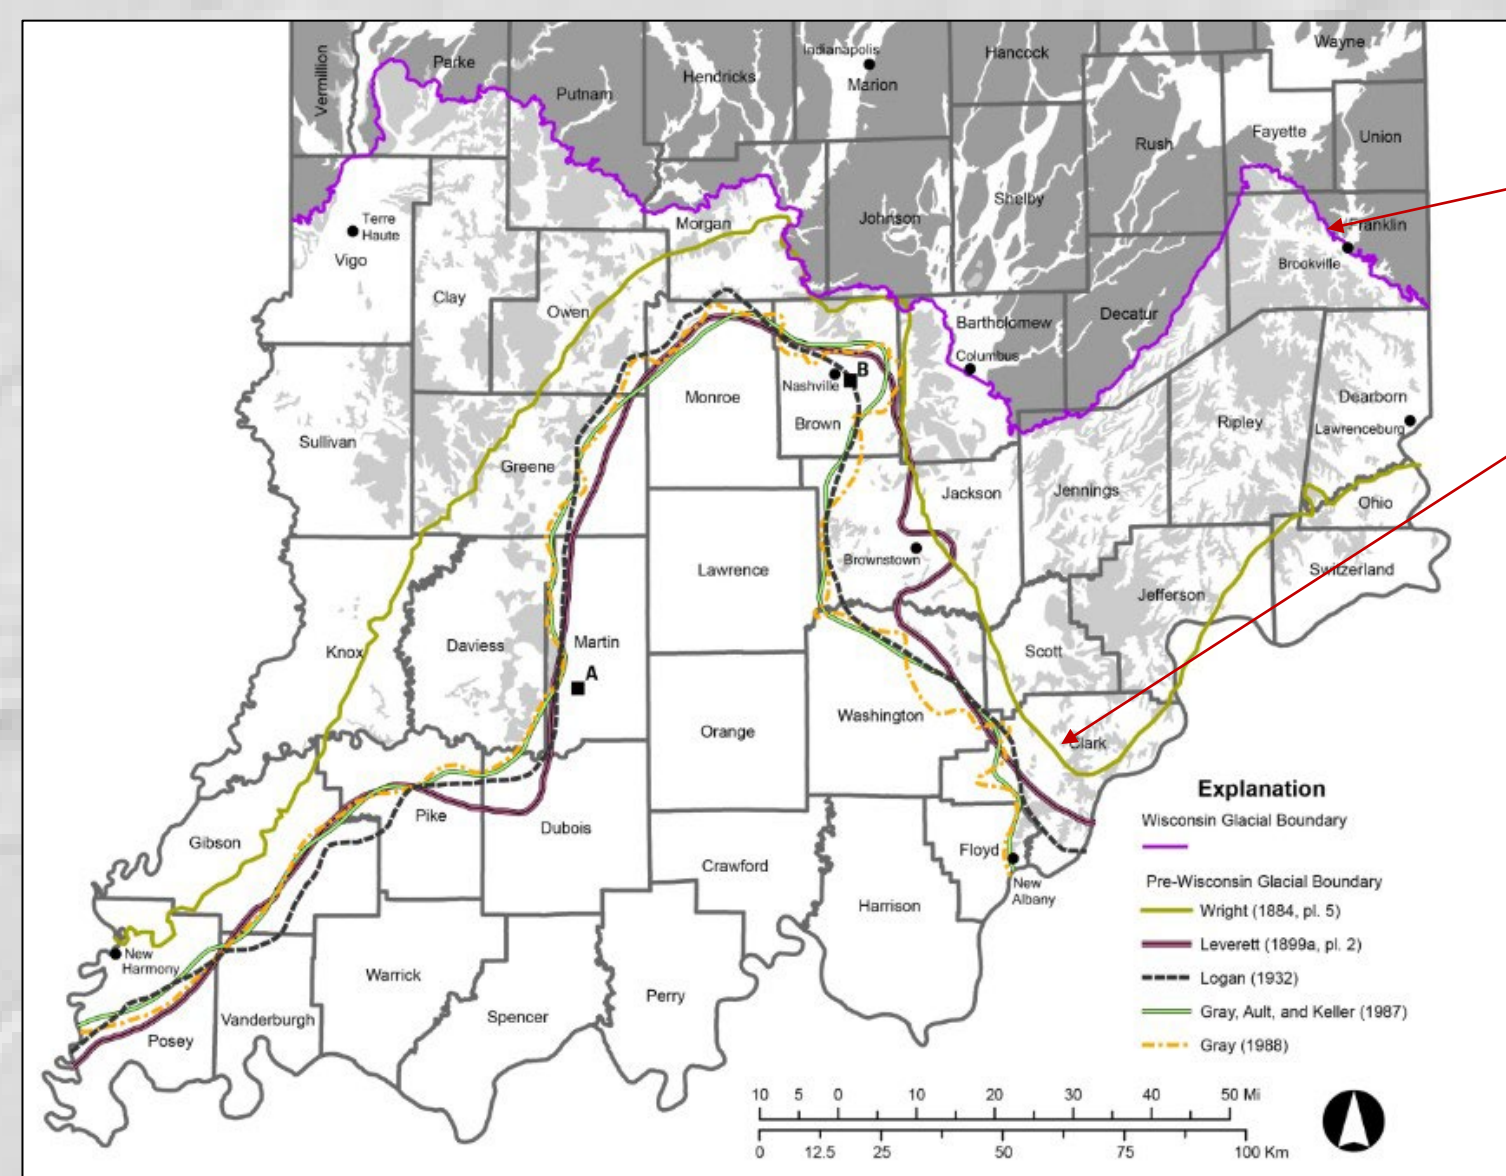 Vermillion
Parke
Putnam
Hendricks
Indianapolis
Marion
Hancock
Wayne
Rush
Fayette
Union
Shelby
Johnson
Morgan
Franklin
Brookville
Terre
Haute
Vigo
Clay
Owen
Bartholomew
Columbus
Decatur
Monroe
Nashville
B
Brown
Dearborn
Lawrenceburg
Ripley
Sullivan
Greene
Jackson
Jennings
Ohio
Brownstown
Lawrence
Switzerland
Jefferson
Knox
Daviess
Martin
A
Scott
Washington
Orange
Clark
Pike
Dubois
Gibson
Floyd
New
Albany
Crawford
Harrison
New
Harmony
Warrick
Perry
Vanderburgh
Spencer
Posey
Explanation
Wisconsin Glacial Boundary
Pre-Wisconsin Glacial Boundary
Wright (1884, pl. 5)
Leverett (1899a, pl. 2)
Logan (1932)
Gray, Ault, and Keller (1987)
Gray (1988)
10 5 0 10 20 30 40 50 Mi
0 12.5 25 50 75 100 Km